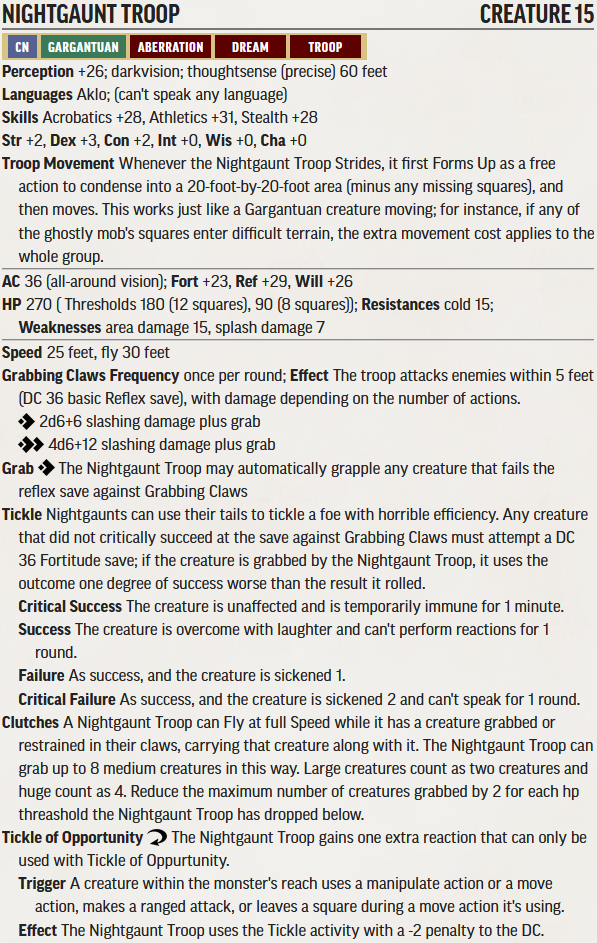 NIGHTGAUNT TROOP CREATURE 15
CN GARGANTUAN ABERRATION DREAM TROOP
Perception +26; darkvision; thoughtsense (precise) 60 feet
Languages Aklo; (can't speak any language)
Skills Acrobatics +28, Athletics +31, Stealth +28
Str +2, Dex +3, Con +2, Int +0, Wis +0, Cha +0
Troop Movement Whenever the Nightgaunt Troop Strides, it first Forms Up as a free
action to condense into a 20-foot-by-20-foot area (minus any missing squares), and
then moves. This works just like a Gargantuan creature moving; for instance, if any of
the ghostly mob's squares enter difficult terrain, the extra movement cost applies to the
whole group.
AC 36 (all-around vision); Fort +23, Ref +29, Will +26
HP 270 ( Thresholds 180 (12 squares), 90 (8 squares)); Resistances cold 15;
Weaknesses area damage 15, splash damage 7
Speed 25 feet, fly 30 feet
Grabbing Claws Frequency once per round; Effect The troop attacks enemies within 5 feet
(DC 36 basic Reflex save), with damage depending on the number of actions.
2d6+6 slashing damage plus grab
4d6+12 slashing damage plus grab
Grab The Nightgaunt Troop may automatically grapple any creature that fails the
reflex save against Grabbing Claws
Tickle Nightgaunts can use their tails to tickle a foe with horrible efficiency. Any creature
that did not critically succeed at the save against Grabbing Claws must attempt a DC
36 Fortitude save; if the creature is grabbed by the Nightgaunt Troop, it uses the
outcome one degree of success worse than the result it rolled.
Critical Success The creature is unaffected and is temporarily immune for 1 minute.
Success The creature is overcome with laughter and can't perform reactions for 1
round.
Failure As success, and the creature is sickened 1.
Critical Failure As success, and the creature is sickened 2 and can't speak for 1 round.
Clutches A Nightgaunt Troop can Fly at full Speed while it has a creature grabbed or
restrained in their claws, carrying that creature along with it. The Nightgaunt Troop can
grab up to 8 medium creatures in this way. Large creatures count as two creatures and
huge count as 4. Reduce the maximum number of creatures grabbed by 2 for each hp
threashold the Nightgaunt Troop has dropped below.
Tickle of Opportunity The Nightgaunt Troop gains one extra reaction that can only be
used with Tickle of Oppurtunity.
Trigger A creature within the monster's reach uses a manipulate action or a move
action, makes a ranged attack, or leaves a square during a move action it's using.
Effect The Nightgaunt Troop uses the Tickle activity with a -2 penalty to the DC.